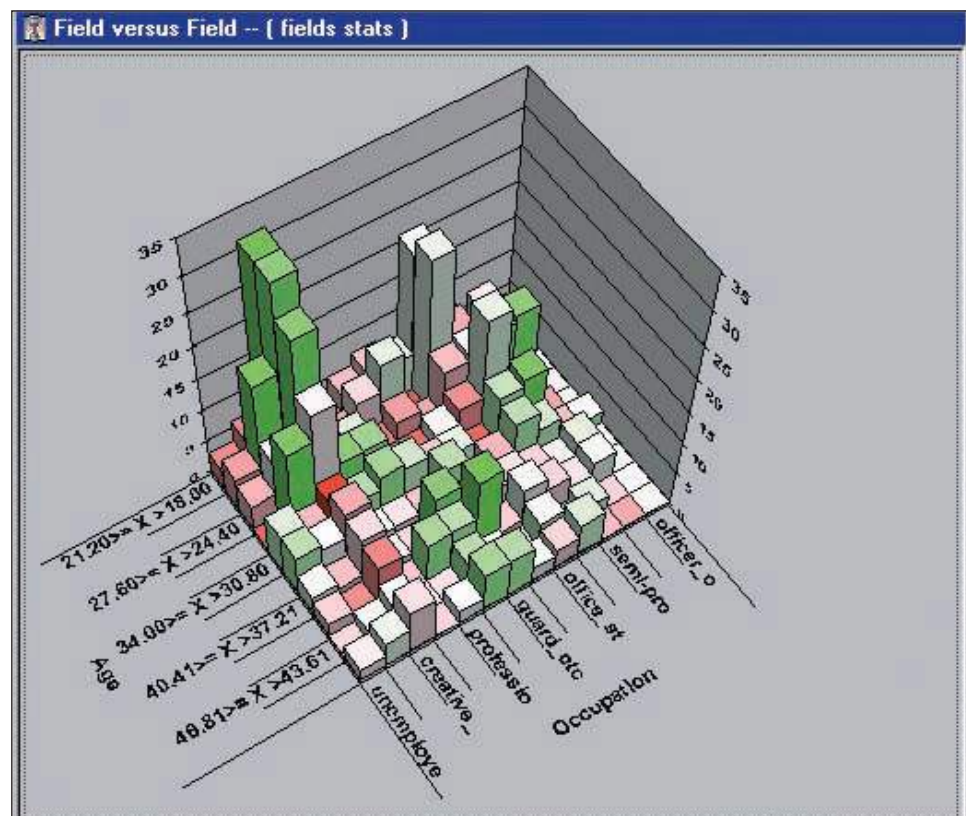 Field versus Field -- ( fields stats )
35
30
25
20
15
10
5
0
35
30
25
20
15
10
5
21.20>= X >18.00
27.60>= X >24.40
34.00>= X >30.80
40.41>= X >37.21
46.81>= X >43.61
Age
unemploye
creative_
professio
guard_etc
office_st
semi.pro
officer_o
Occupation